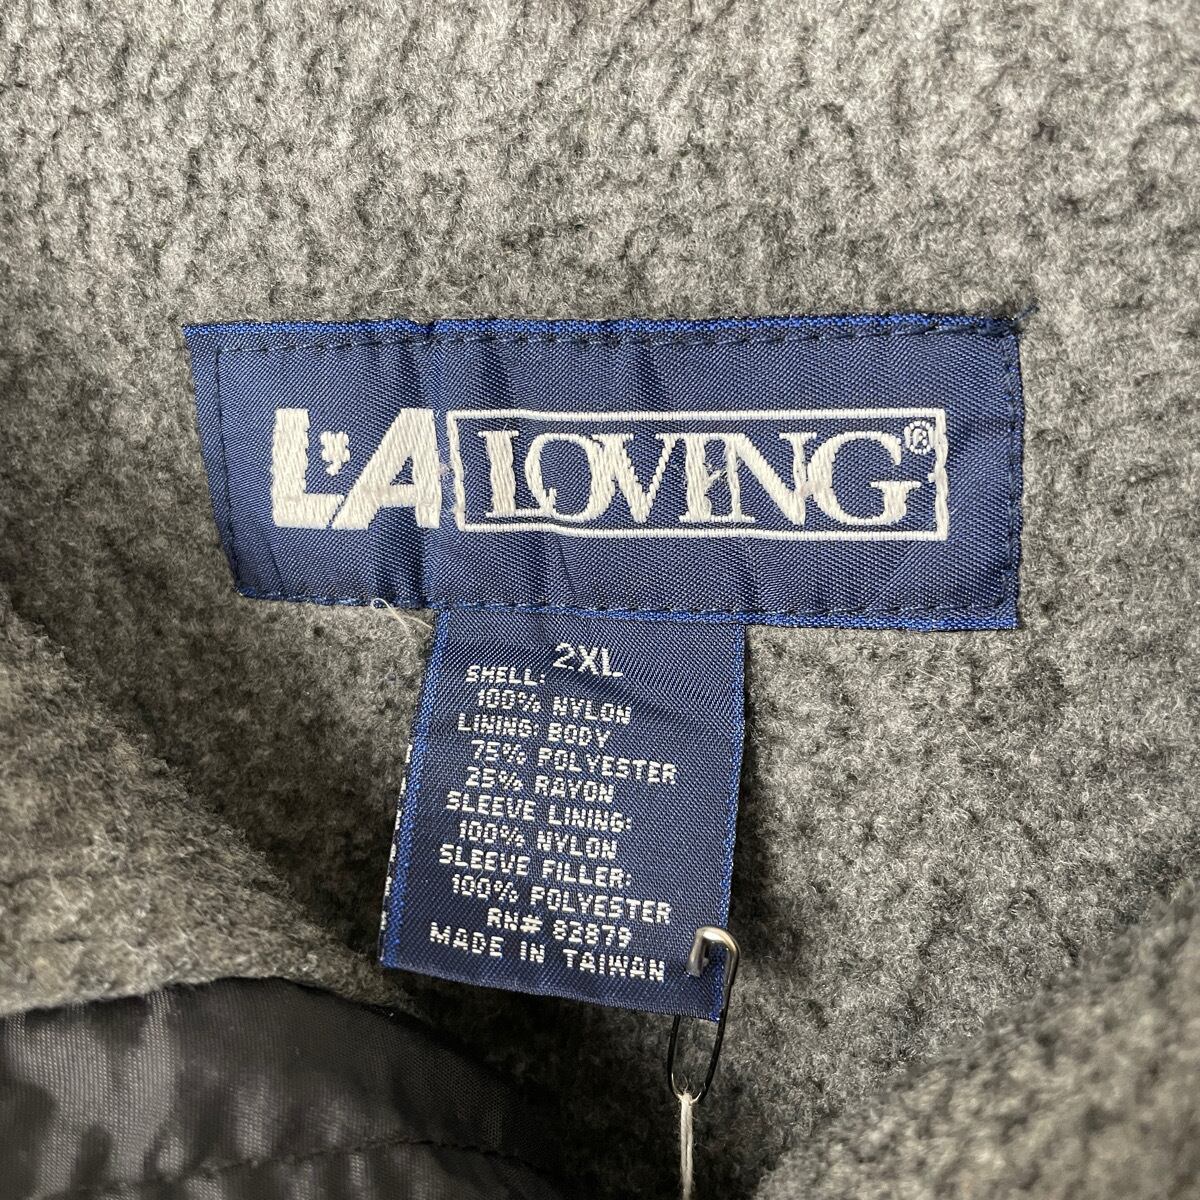 L.A LOVING®
2XL
SHELL:
100% NYLON
LINING: BODY
75% POLYESTER
25% RAYON
SLEEVE LINING:
100% NYLON
SLEEVE FILLER:
100% POLYESTER
RN# 83879
MADE IN TAIWAN